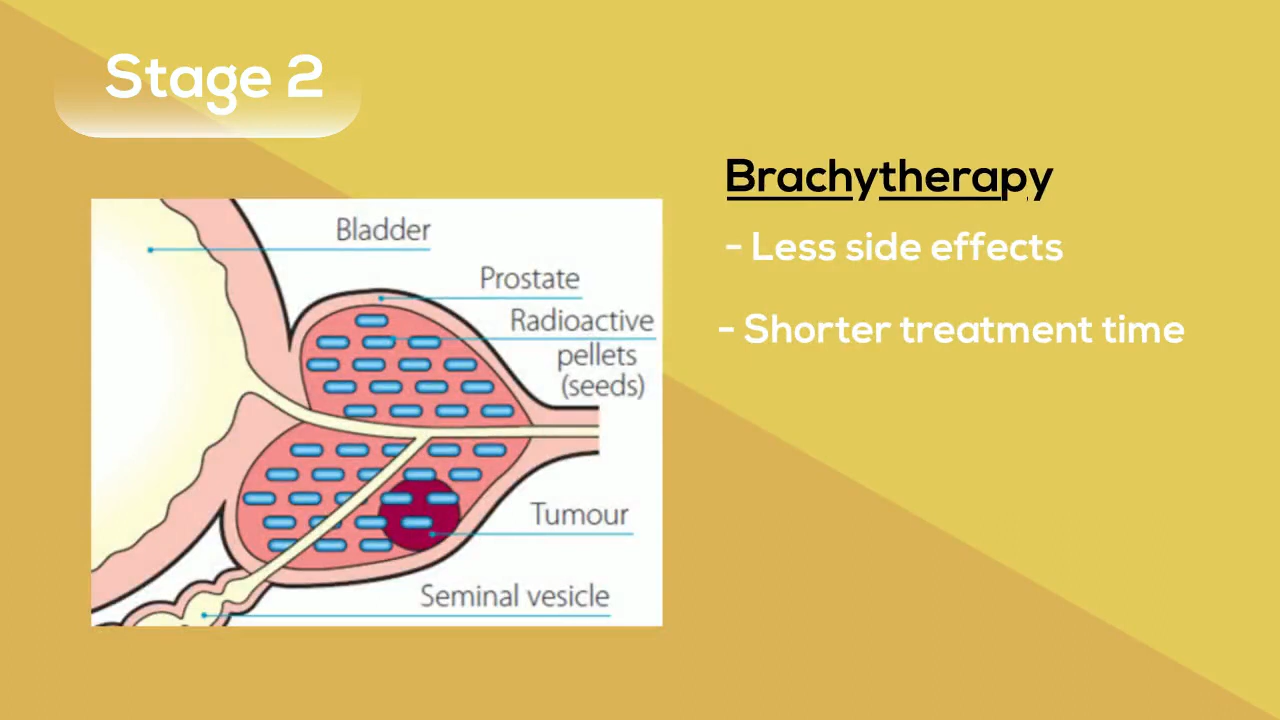 Stage 2
Brachytherapy
- Less side effects
- Shorter treatment time
Bladder
Prostate
Radioactive
pellets
(seeds)
Tumour
Seminal vesicle